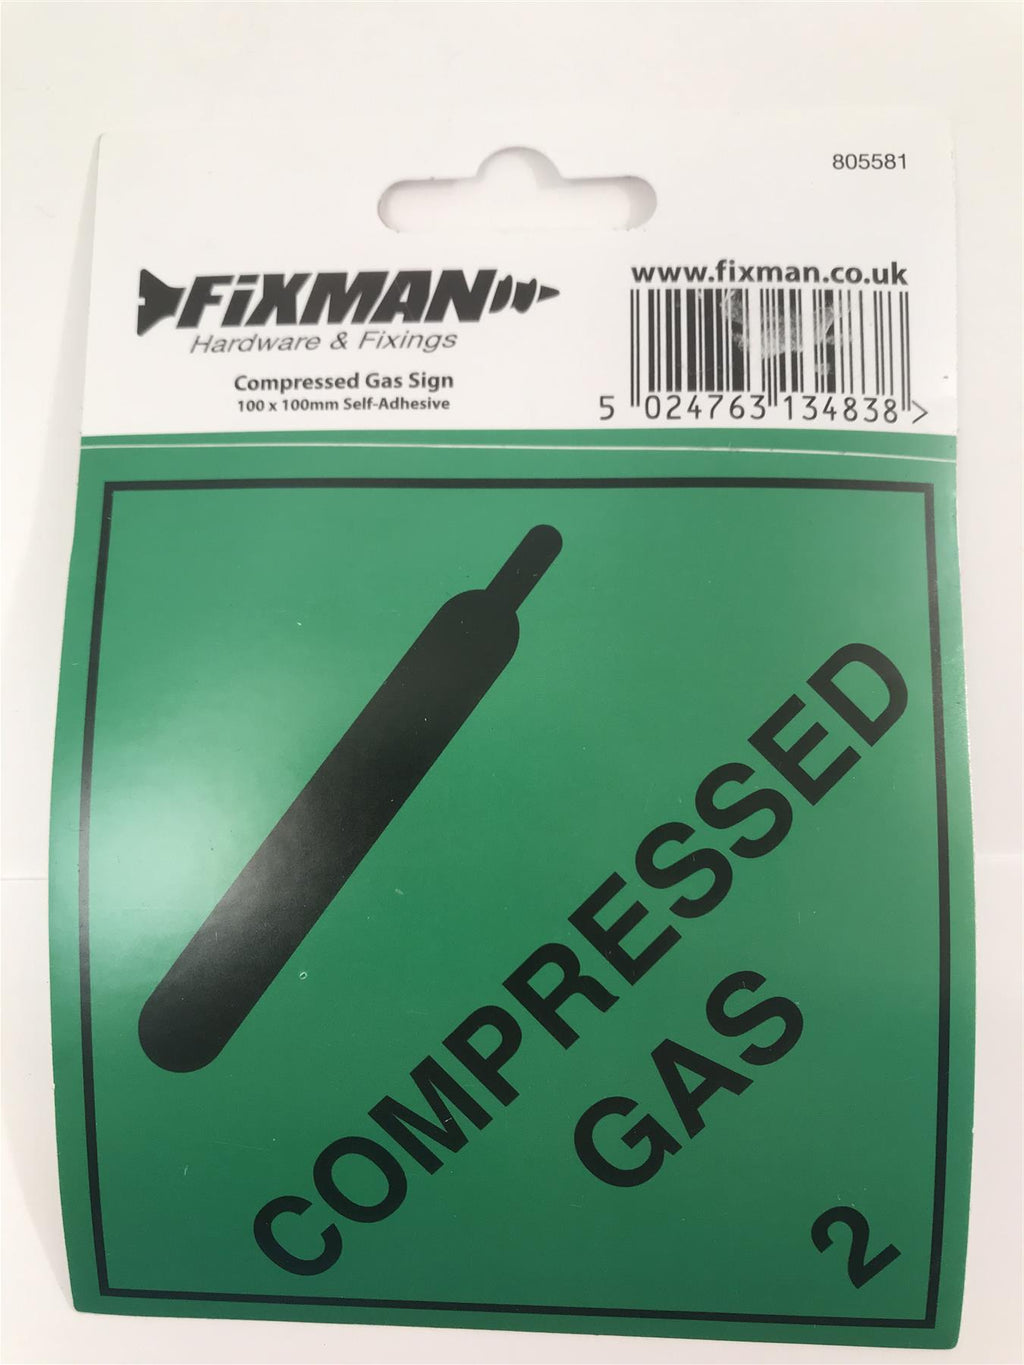 805581
FiXMAN
Hardware & Fixings
Compressed Gas Sign
100 x 100mm Self-Adhesive
www.fixman.co.uk
5 024763 134838 >
COMPRESSED
GAS
2